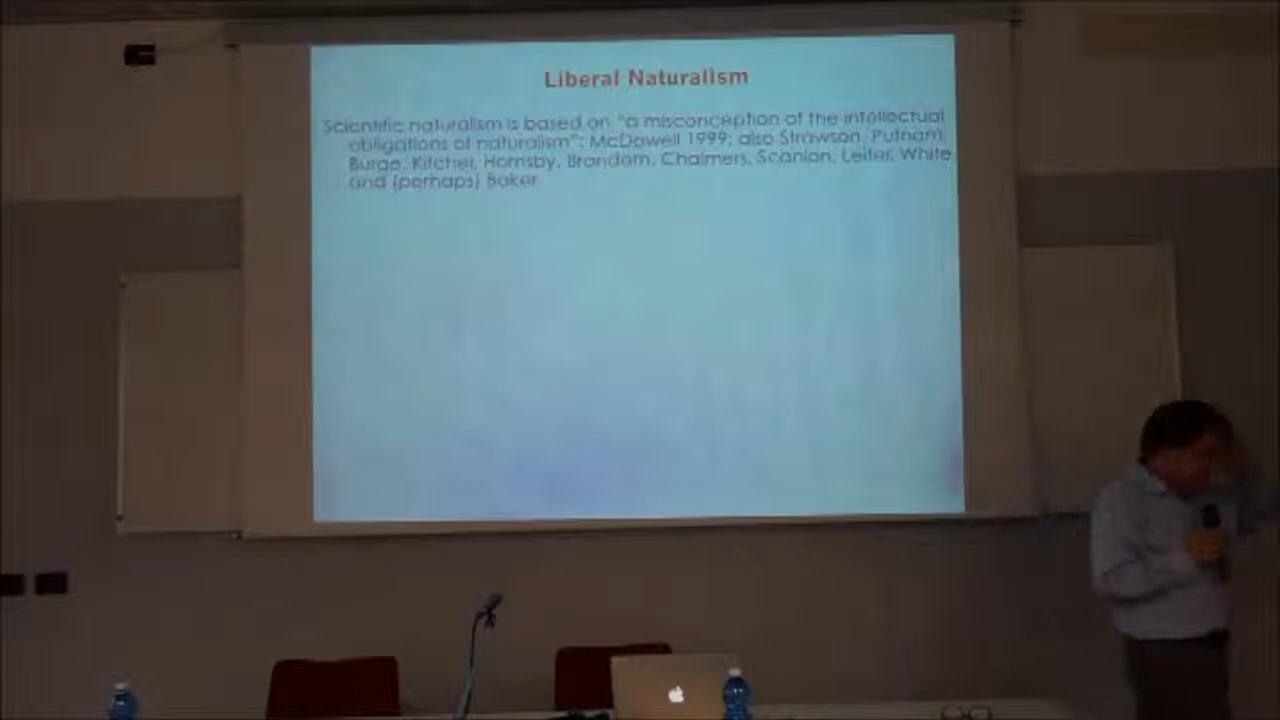 Liberal Naturalism
Scientific naturalism is based on "a misconception of the intellectual
obligations of naturalism": McDowell 1999; also Strawson, Putnam,
Burge, Kitcher, Hornsby, Brandom, Chalmers, Scanlon, Leiter, White
and (perhaps) Baker.